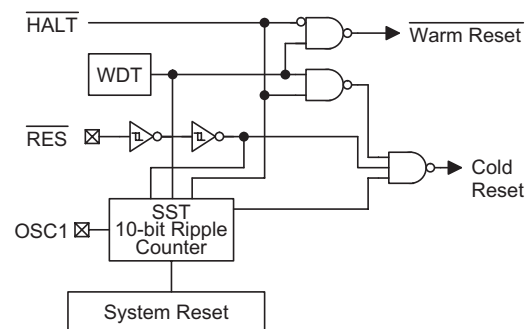 HALT
Warm Reset
WDT
RES
Cold
Reset
SST
10-bit Ripple
Counter
OSC1
System Reset